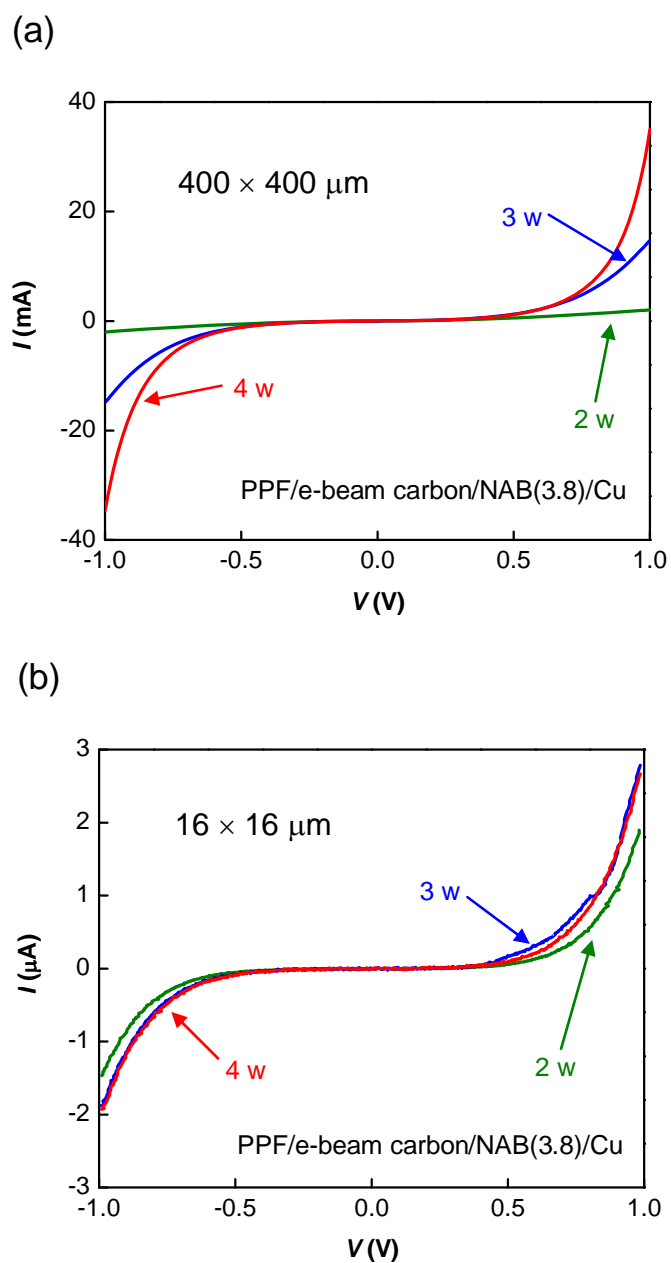 (a)
40
20
0
-20
-40
I (mA)
400 × 400 μm
3 w
4 w
2 w
PPF/e-beam carbon/NAB(3.8)/Cu
-1.0 -0.5 0.0 0.5 1.0
V (V)
(b)
3
2
1
0
-1
-2
-3
I (μA)
16 × 16 μm
3 w
4 w
2 w
PPF/e-beam carbon/NAB(3.8)/Cu
-1.0 -0.5 0.0 0.5 1.0
V (V)